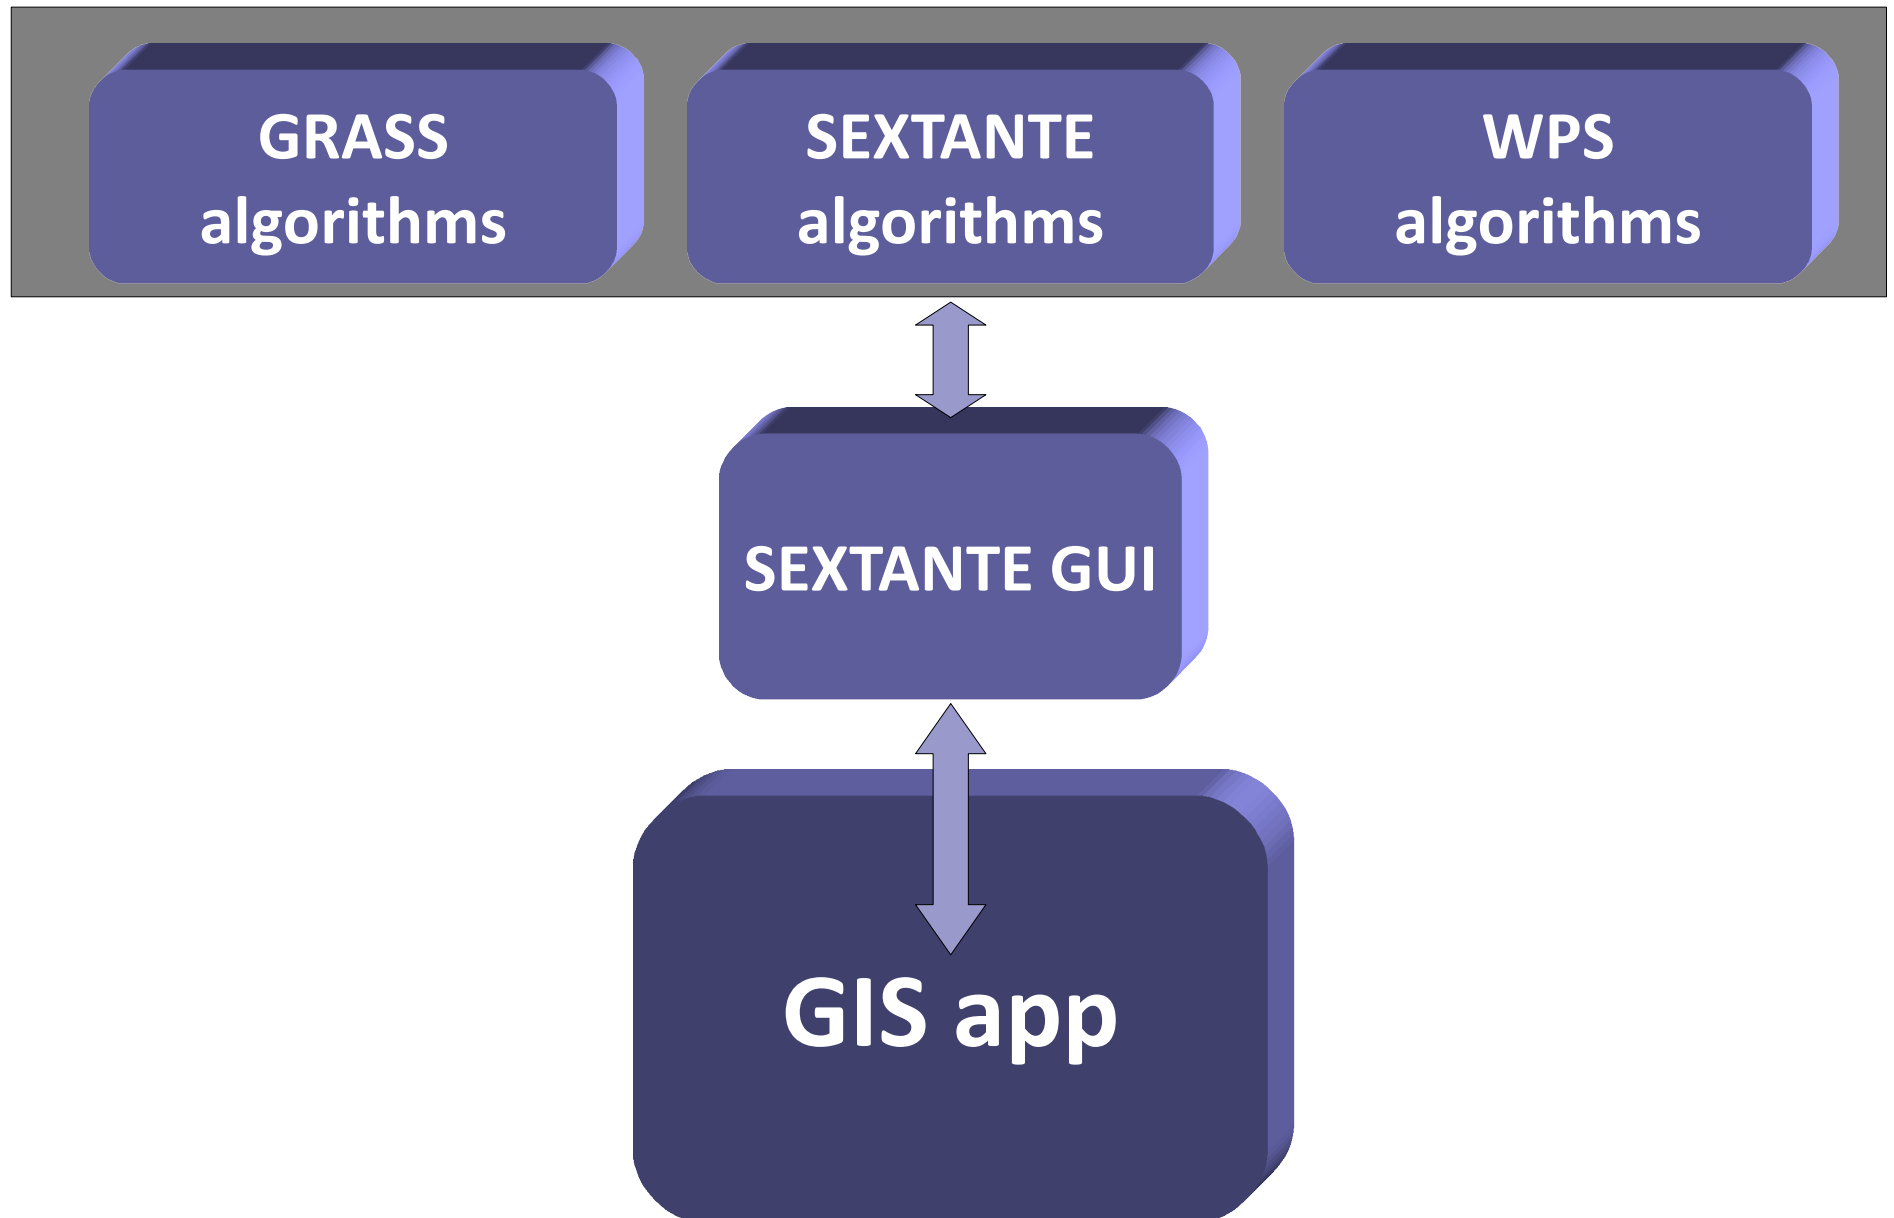 GRASS
algorithms
SEXTANTE
algorithms
WPS
algorithms
SEXTANTE GUI
GIS app